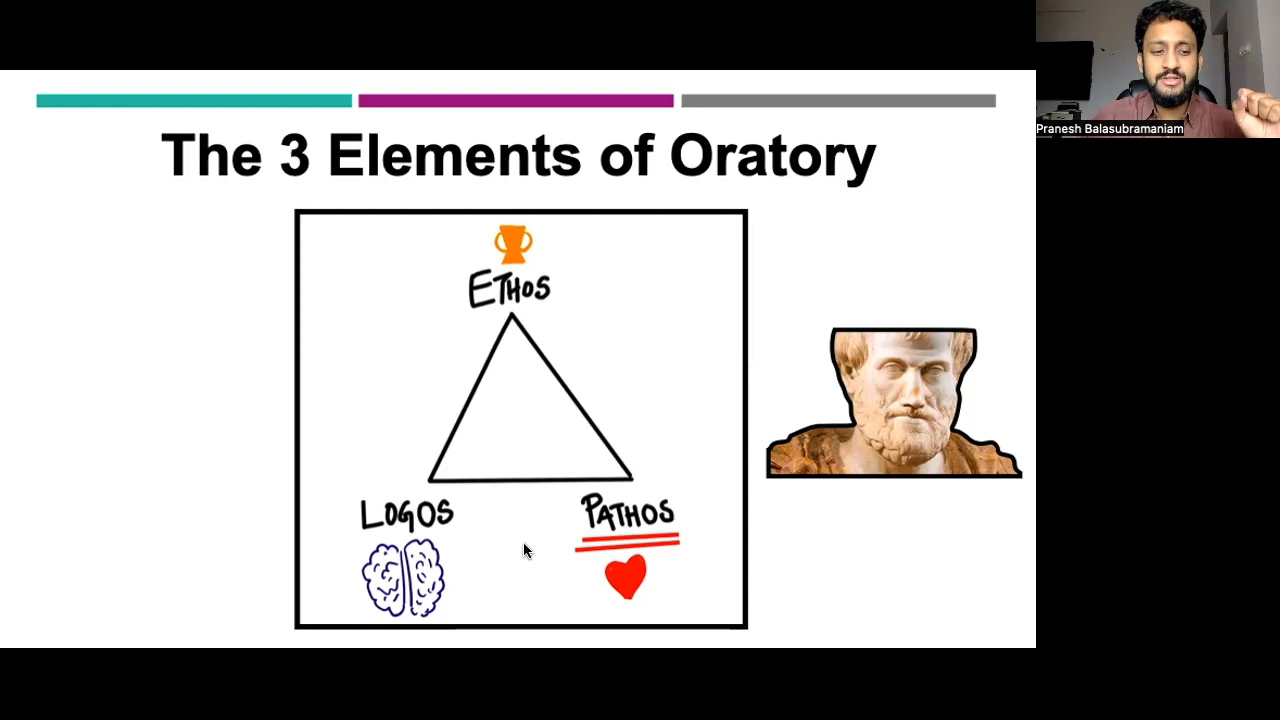 The 3 Elements of Oratory
ETHOS
LOGOS
PATHOS
Pranesh Balasubramaniam